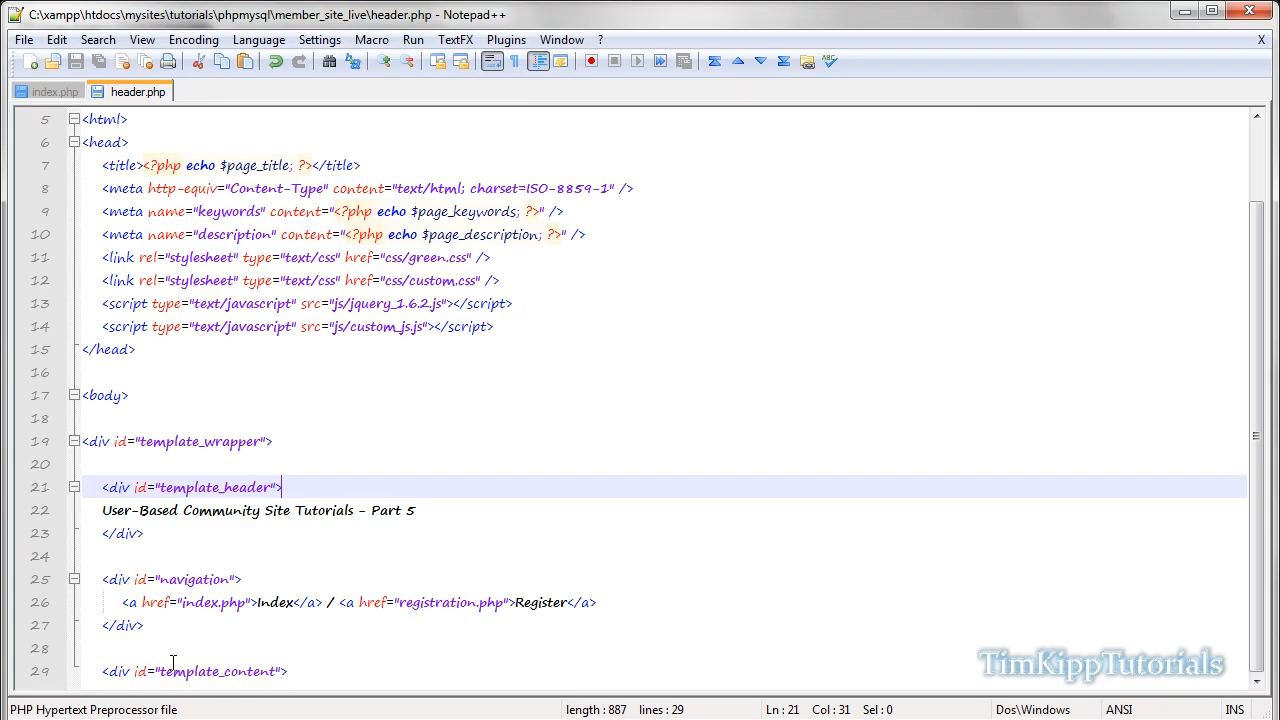 C:\xampp\htdocs\mysites\tutorials\phpmysql\member_site_live\header.php - Notepad++
File Edit Search View Encoding Language Settings Macro Run TextFX Plugins Window ? X
index.php header.php
5 <html>
6 <head>
7 <title><?php echo $page_title; ?></title>
8 <meta http-equiv="Content-Type" content="text/html; charset=ISO-8859-1" />
9 <meta name="keywords" content="<?php echo $page_keywords; ?>" />
10 <meta name="description" content="<?php echo $page_description; ?>" />
11 <link rel="stylesheet" type="text/css" href="css/green.css" />
12 <link rel="stylesheet" type="text/css" href="css/custom.css" />
13 <script type="text/javascript" src="js/jquery_1.6.2.js"></script>
14 <script type="text/javascript" src="js/custom_js.js"></script>
15 </head>
16
17 <body>
18
19 <div id="template_wrapper">
20
21 <div id="template_header">
22 User-Based Community Site Tutorials - Part 5
23 </div>
24
25 <div id="navigation">
26 <a href="index.php">Index</a> / <a href="registration.php">Register</a>
27 </div>
28
29 <div id="template_content">
TimKippTutorials
PHP Hypertext Preprocessor file length : 887 lines : 29 Ln : 21 Col : 31 Sel : 0 Dos\Windows ANSI INS